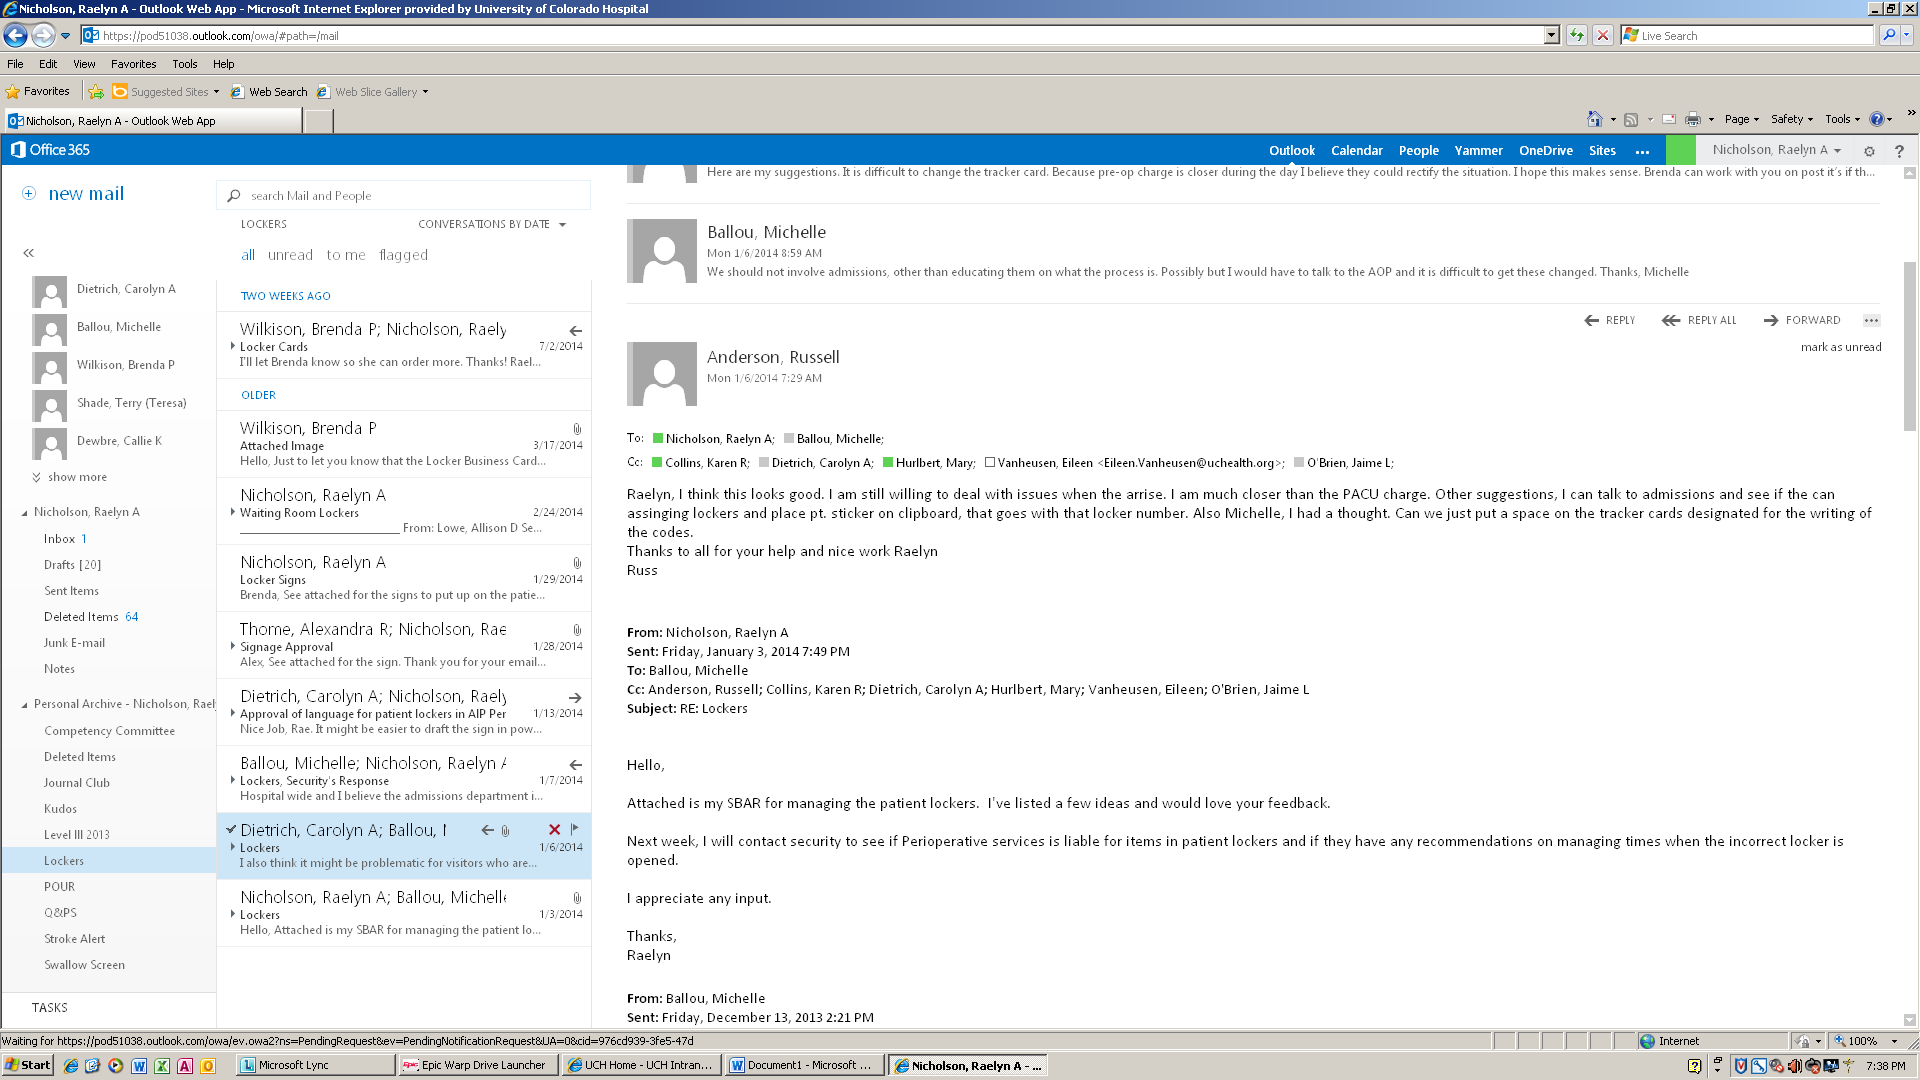 Nicholson, Raelyn A - Outlook Web App - Microsoft Internet Explorer provided by University of Colorado Hospital
https://pod51038.outlook.com/owa/#path=/mail
Live Search
File Edit View Favorites Tools Help
Favorites Suggested Sites Web Search Web Slice Gallery
Nicholson, Raelyn A - Outlook Web App
Page Safety Tools
Office 365
Outlook Calendar People Yammer OneDrive Sites ... Nicholson, Raelyn A ?
new mail
Dietrich, Carolyn A
Ballou, Michelle
Wilkison, Brenda P
Shade, Terry (Teresa)
Dewbre, Callie K
show more
Nicholson, Raelyn A
Inbox 1
Drafts [20]
Sent Items
Deleted Items 64
Junk E-mail
Notes
Personal Archive - Nicholson, Rael
Competency Committee
Deleted Items
Journal Club
Kudos
Level III 2013
Lockers
POUR
Q&PS
Stroke Alert
Swallow Screen
TASKS
search Mail and People
LOCKERS CONVERSATIONS BY DATE
all unread to me flagged
TWO WEEKS AGO
Wilkison, Brenda P; Nicholson, Raely
Locker Cards 7/2/2014
I'll let Brenda know so she can order more. Thanks! Rael...
OLDER
Wilkison, Brenda P
Attached Image 3/17/2014
Hello, Just to let you know that the Locker Business Card...
Nicholson, Raelyn A
Waiting Room Lockers 2/24/2014
________________________ From: Lowe, Allison D Se...
Nicholson, Raelyn A
Locker Signs 1/29/2014
Brenda, See attached for the signs to put up on the patie...
Thorne, Alexandra R; Nicholson, Rae
Signage Approval 1/28/2014
Alex, See attached for the sign. Thank you for your email...
Dietrich, Carolyn A; Nicholson, Raely
Approval of language for patient lockers in AIP Per 1/13/2014
Nice Job, Rae. It might be easier to draft the sign in pow...
Ballou, Michelle; Nicholson, Raelyn A
Lockers, Security's Response 1/7/2014
Hospital wide and I believe the admissions department i...
Dietrich, Carolyn A; Ballou, M
Lockers 1/6/2014
I also think it might be problematic for visitors who are...
Nicholson, Raelyn A; Ballou, Michelle
Lockers 1/3/2014
Hello, Attached is my SBAR for managing the patient lo...
Here are my suggestions. It is difficult to change the tracker card. Because pre-op charge is closer during the day I believe they could rectify the situation. I hope this makes sense. Brenda can work with you on post it's if th...
Ballou, Michelle
Mon 1/6/2014 8:59 AM
We should not involve admissions, other than educating them on what the process is. Possibly but I would have to talk to the AOP and it is difficult to get these changed. Thanks, Michelle
REPLY REPLY ALL FORWARD ...
mark as unread
Anderson, Russell
Mon 1/6/2014 7:29 AM
To: Nicholson, Raelyn A; Ballou, Michelle;
Cc: Collins, Karen R; Dietrich, Carolyn A; Hurlbert, Mary; Vanheusen, Eileen <Eileen.Vanheusen@uchealth.org>; O'Brien, Jaime L;
Raelyn, I think this looks good. I am still willing to deal with issues when the arrise. I am much closer than the PACU charge. Other suggestions, I can talk to admissions and see if the can
assinging lockers and place pt. sticker on clipboard, that goes with that locker number. Also Michelle, I had a thought. Can we just put a space on the tracker cards designated for the writing of
the codes.
Thanks to all for your help and nice work Raelyn
Russ
From: Nicholson, Raelyn A
Sent: Friday, January 3, 2014 7:49 PM
To: Ballou, Michelle
Cc: Anderson, Russell; Collins, Karen R; Dietrich, Carolyn A; Hurlbert, Mary; Vanheusen, Eileen; O'Brien, Jaime L
Subject: RE: Lockers
Hello,
Attached is my SBAR for managing the patient lockers. I've listed a few ideas and would love your feedback.
Next week, I will contact security to see if Perioperative services is liable for items in patient lockers and if they have any recommendations on managing times when the incorrect locker is
opened.
I appreciate any input.
Thanks,
Raelyn
From: Ballou, Michelle
Sent: Friday, December 13, 2013 2:21 PM
Waiting for https://pod51038.outlook.com/owa/ev.owa2?ns=PendingRequest&ev=PendingNotificationRequest&UA=0&cid=976cd939-3fe5-47d
Internet 100%
Start Microsoft Lync Epic Warp Drive Launcher UCH Home - UCH Intran... Document1 - Microsoft ... Nicholson, Raelyn A - ... 7:38 PM